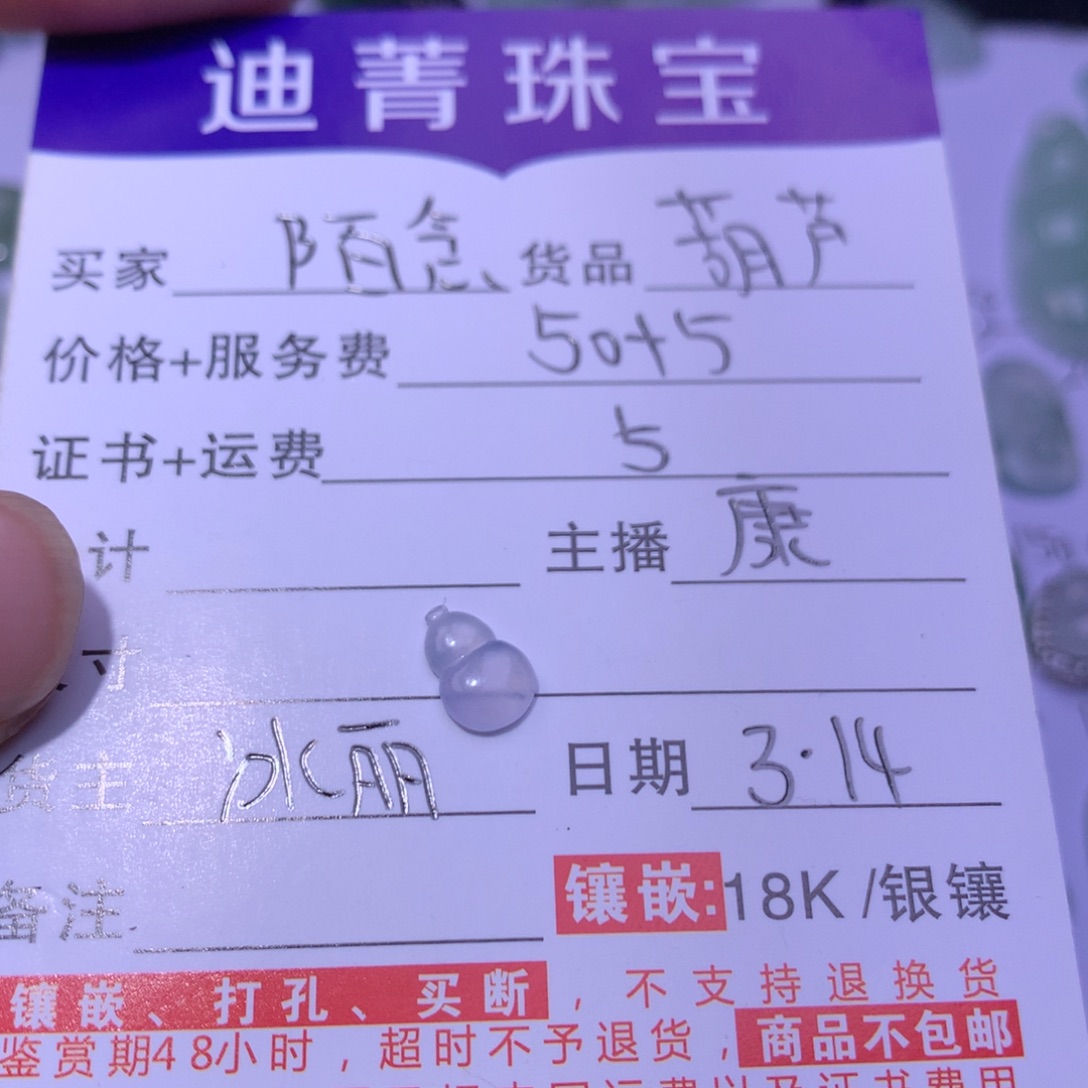 迪菁珠宝
买家 陌念、 货品 葫芦
价格+服务费 50+5
证书+运费 5
计 主播 康
寸
货主 冰丽 日期 3·14
备注 镶嵌:18K /银镶
镶嵌、打孔、买断，不支持退换货
鉴赏期48小时，超时不予退货，商品不包邮